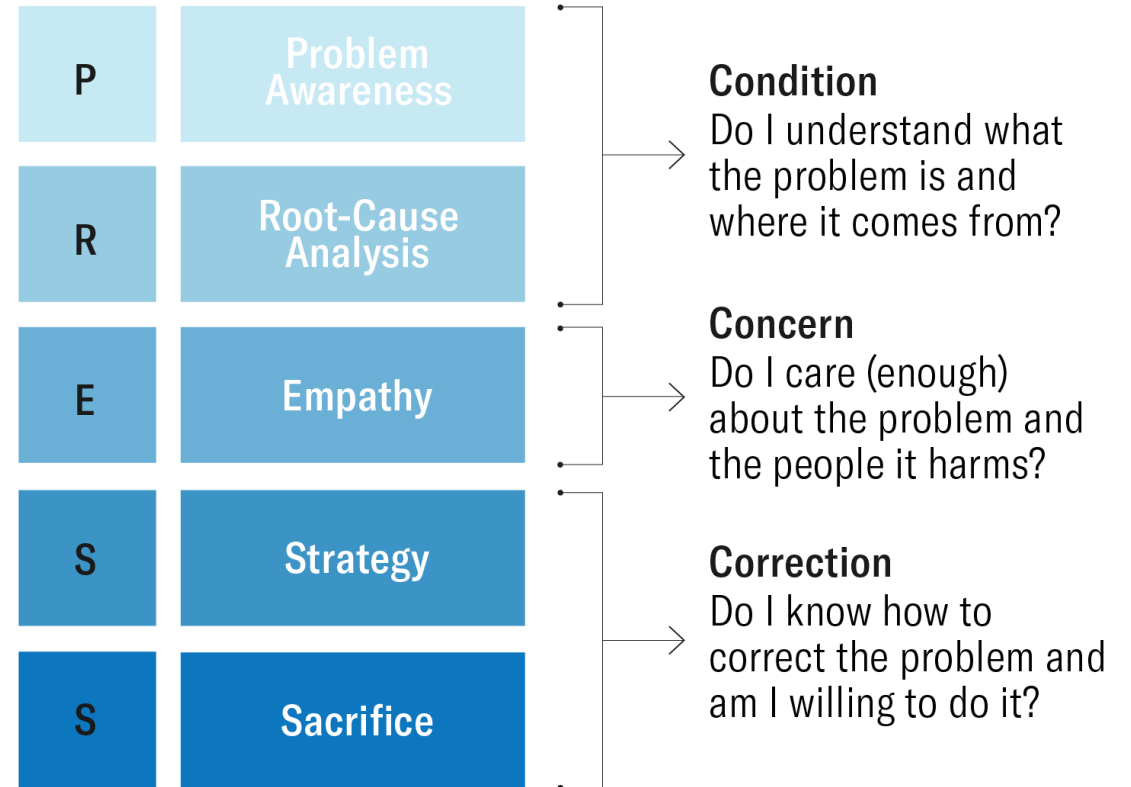 P
Problem
Awareness
R
Root-Cause
Analysis
E
Empathy
S
Strategy
S
Sacrifice
Condition
Do I understand what
the problem is and
where it comes from?
Concern
Do I care (enough)
about the problem and
the people it harms?
Correction
Do I know how to
correct the problem and
am I willing to do it?